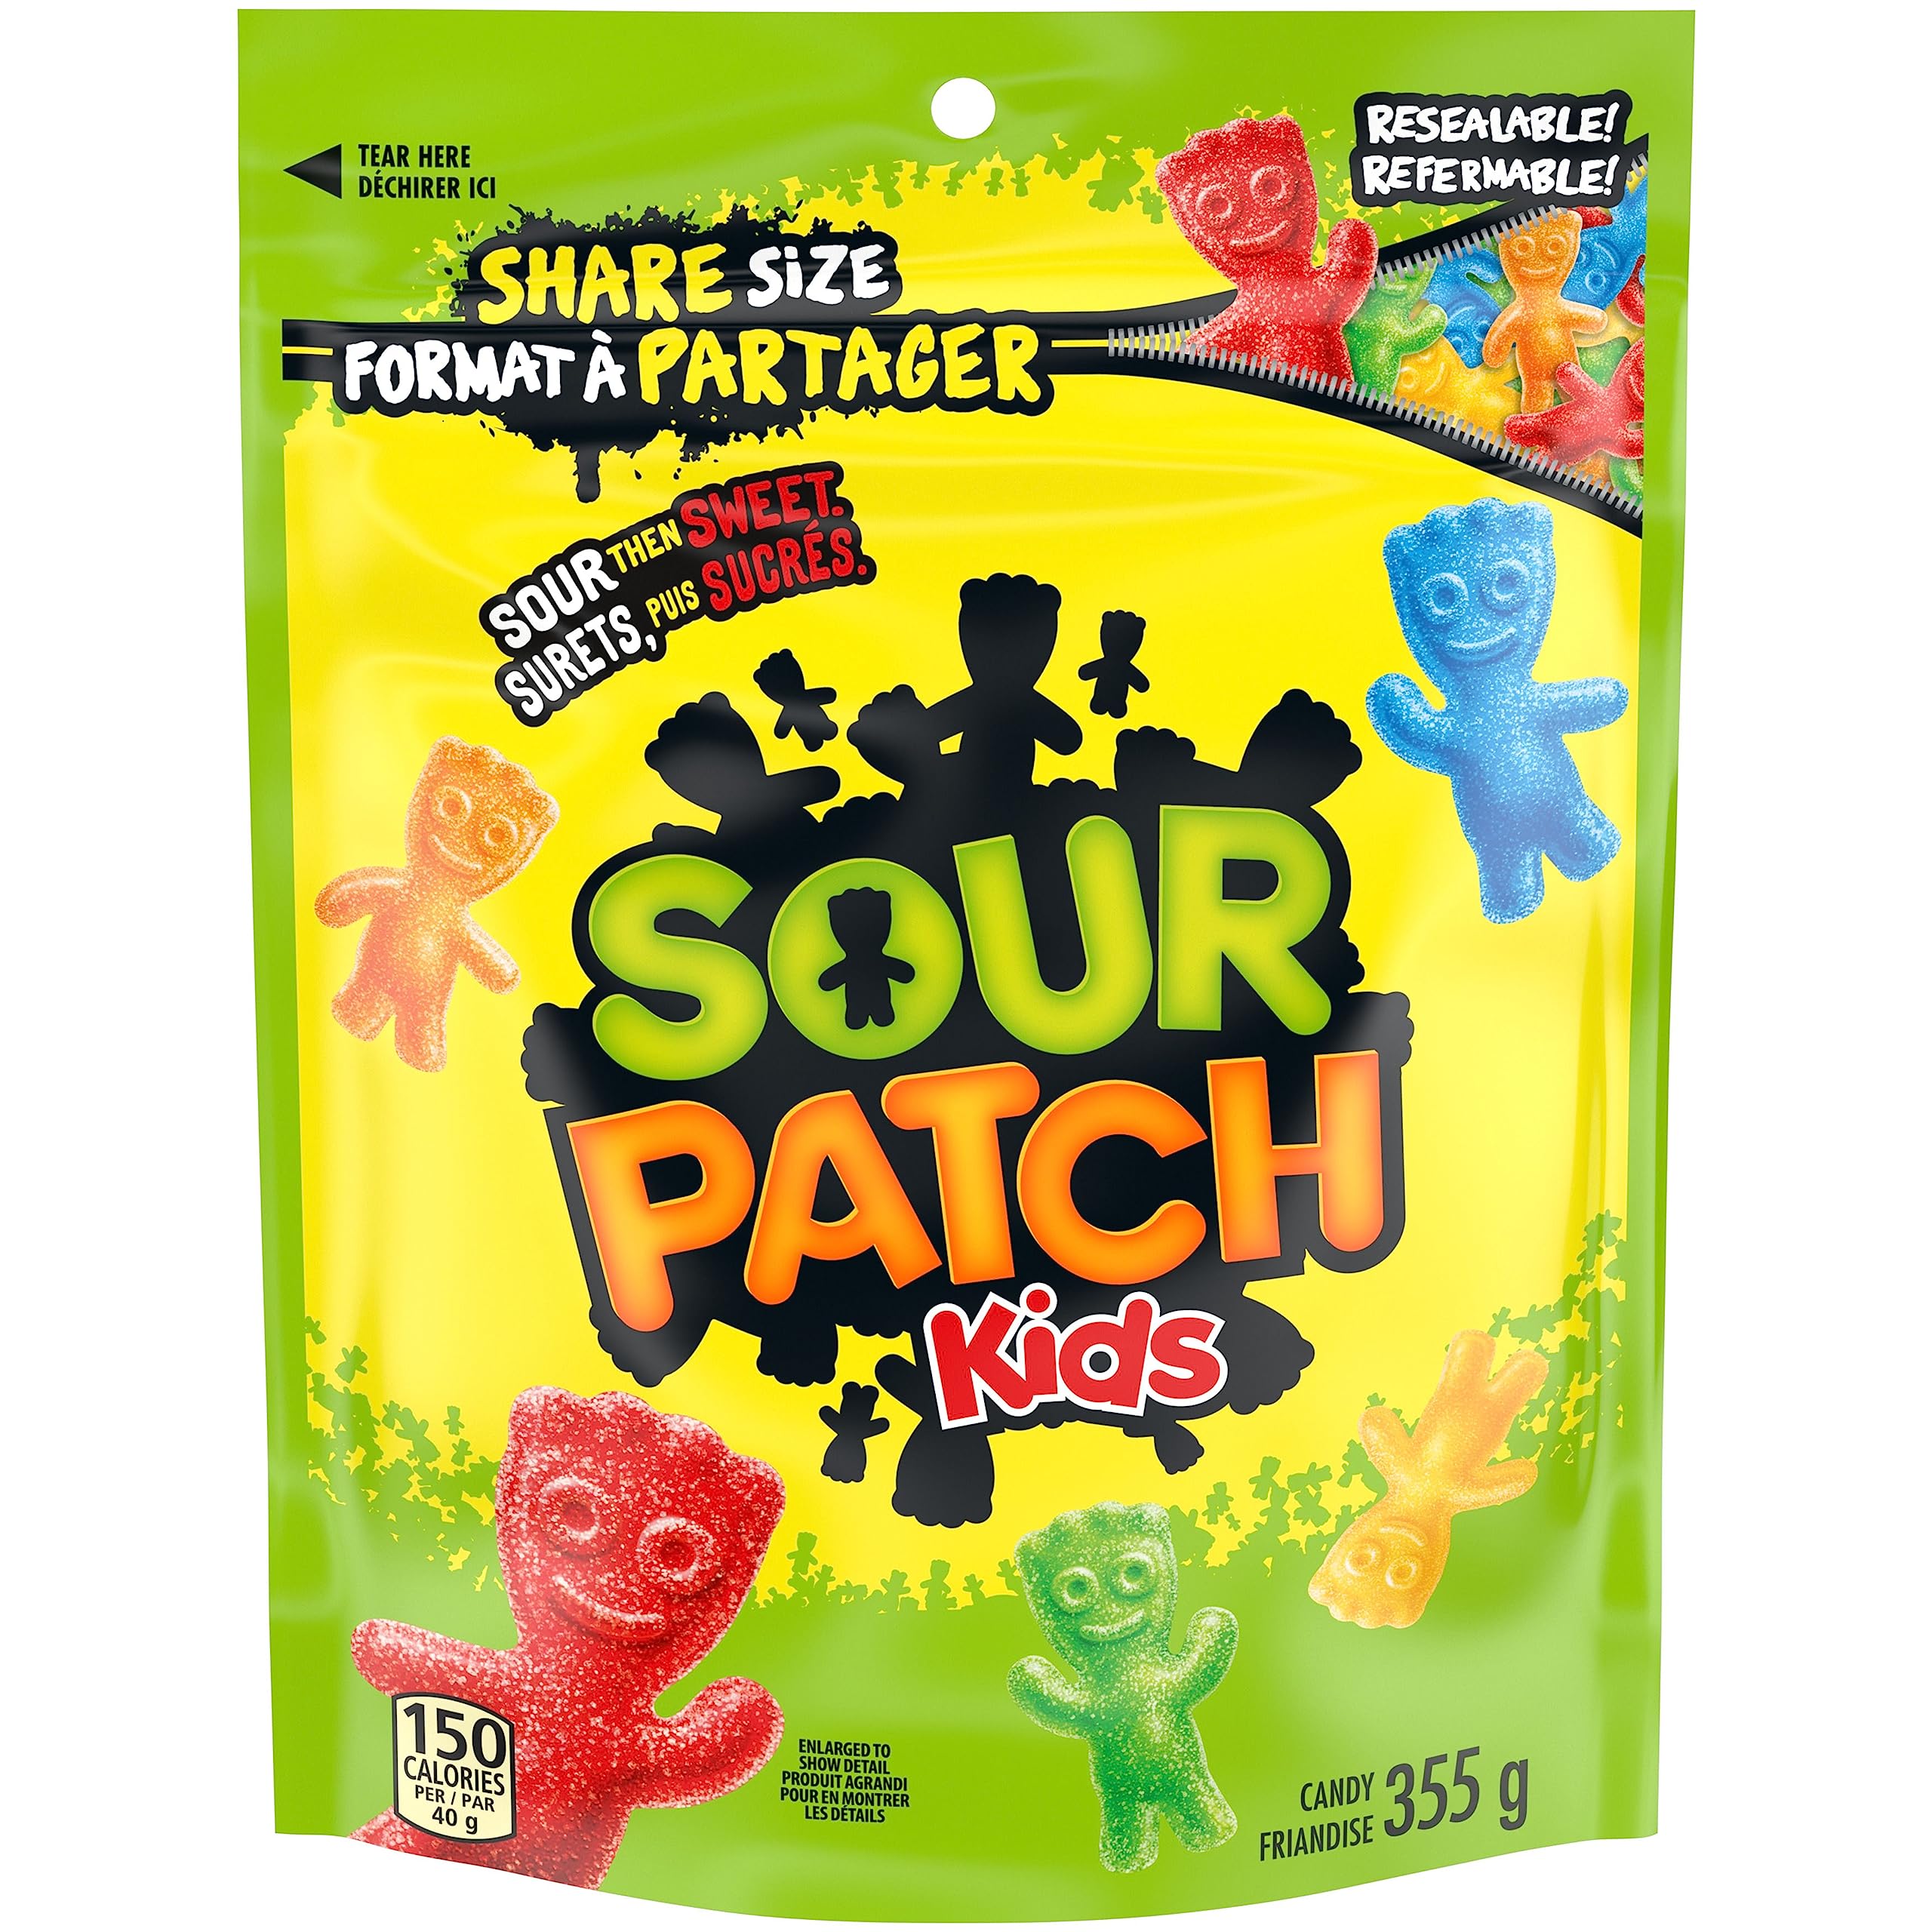 TEAR HERE
DÉCHIRER ICI
RESEALABLE!
REFERMABLE!
SHARE SiZE
FORMAT À PARTAGER
SOUR THEN SWEET.
SURETS, PUIS SUCRÉS.
SOUR
PATCH
Kids
150
CALORIES
PER / PAR
40 g
ENLARGED TO
SHOW DETAIL
PRODUIT AGRANDI
POUR EN MONTRER
LES DÉTAILS
CANDY
FRIANDISE
355 g